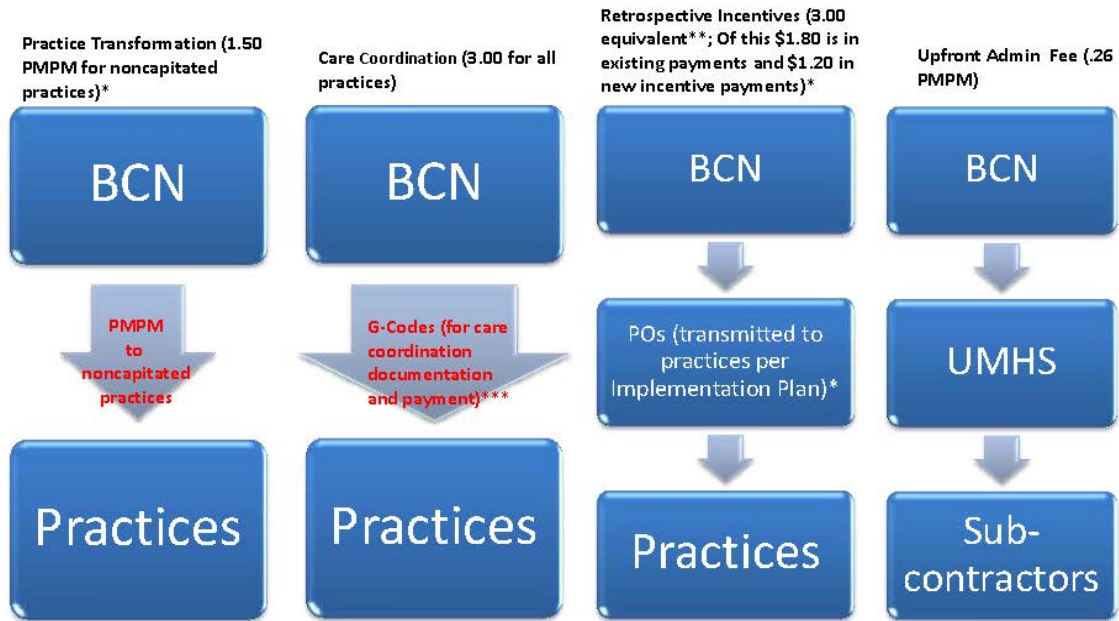 Practice Transformation (1.50
PMPM for noncapitated
practices)*
BCN
PMPM
to
noncapitated
practices
Practices
Care Coordination (3.00 for all
practices)
BCN
G-Codes (for care
coordination
documentation
and payment)***
Practices
Retrospective Incentives (3.00
equivalent**; Of this $1.80 is in
existing payments and $1.20 in
new incentive payments)*
BCN
POs (transmitted to
practices per
Implementation Plan)*
Practices
Upfront Admin Fee (.26
PMPM)
BCN
UMHS
Sub-
contractors